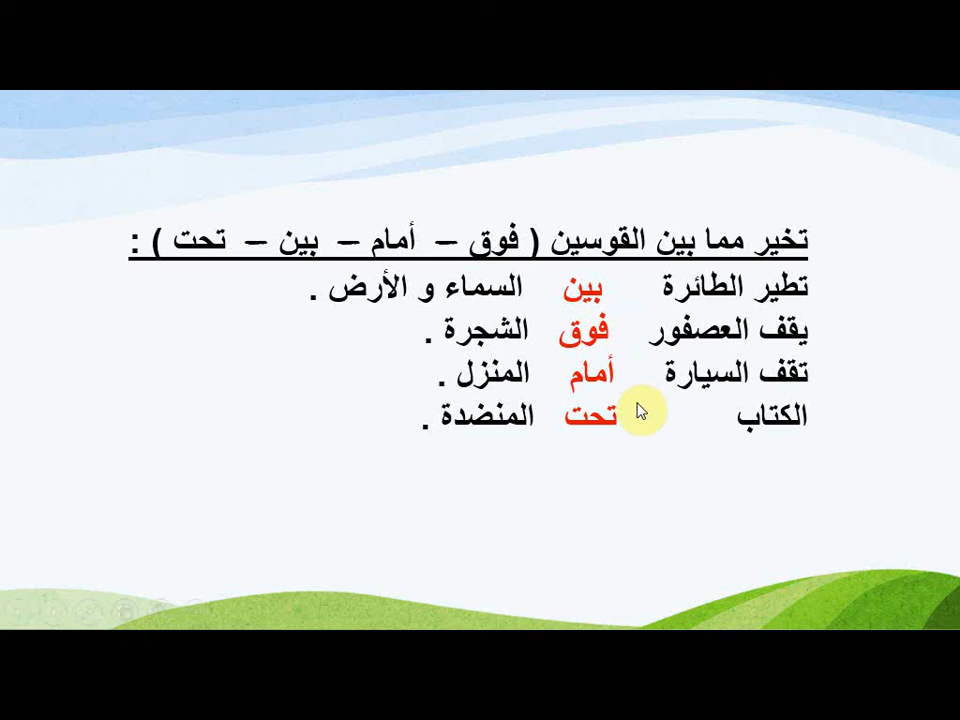 تخير مما بين القوسين ( فوق – أمام – بين – تحت ) :
تطير الطائرة بين السماء و الأرض .
يقف العصفور فوق الشجرة .
تقف السيارة أمام المنزل .
الكتاب تحت المنضدة .